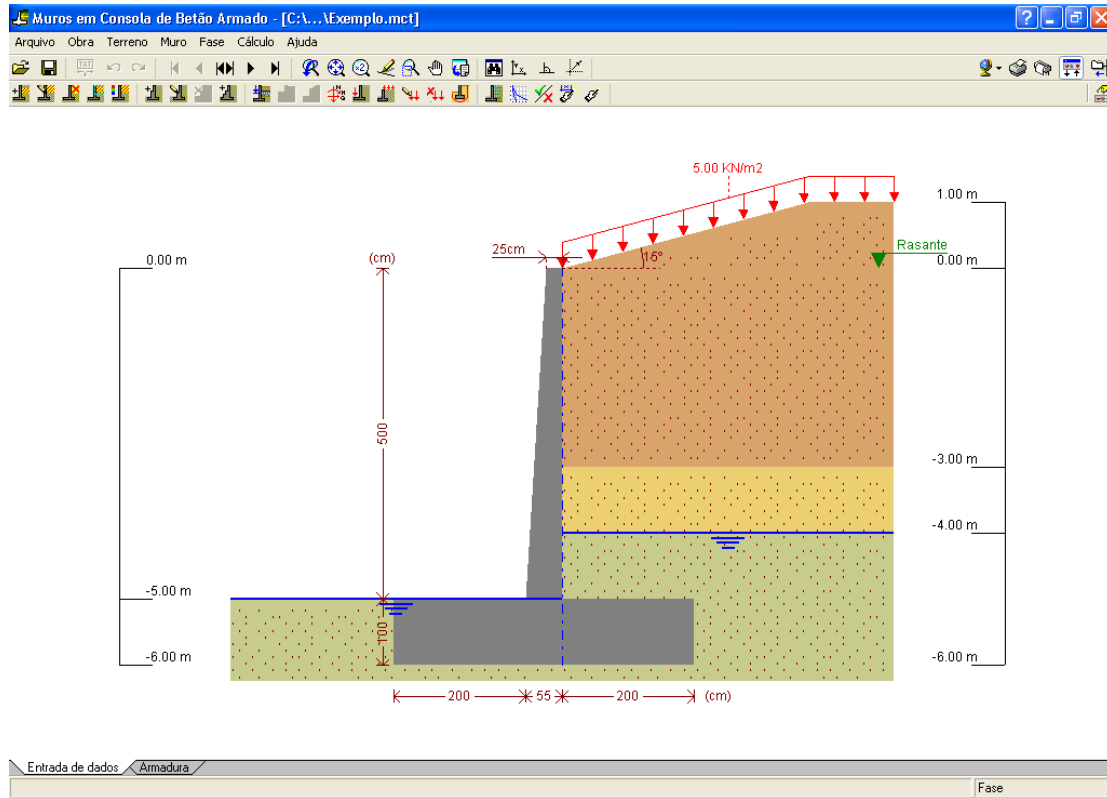 Muros em Consola de Betão Armado - [C:\...\Exemplo.mct]
Arquivo Obra Terreno Muro Fase Cálculo Ajuda
5.00 KN/m2
1.00 m
25cm
Rasante
0.00 m
(cm)
15°
0.00 m
500
-3.00 m
-4.00 m
-5.00 m
100
-6.00 m
-6.00 m
200 55 200 (cm)
Entrada de dados Armadura
Fase